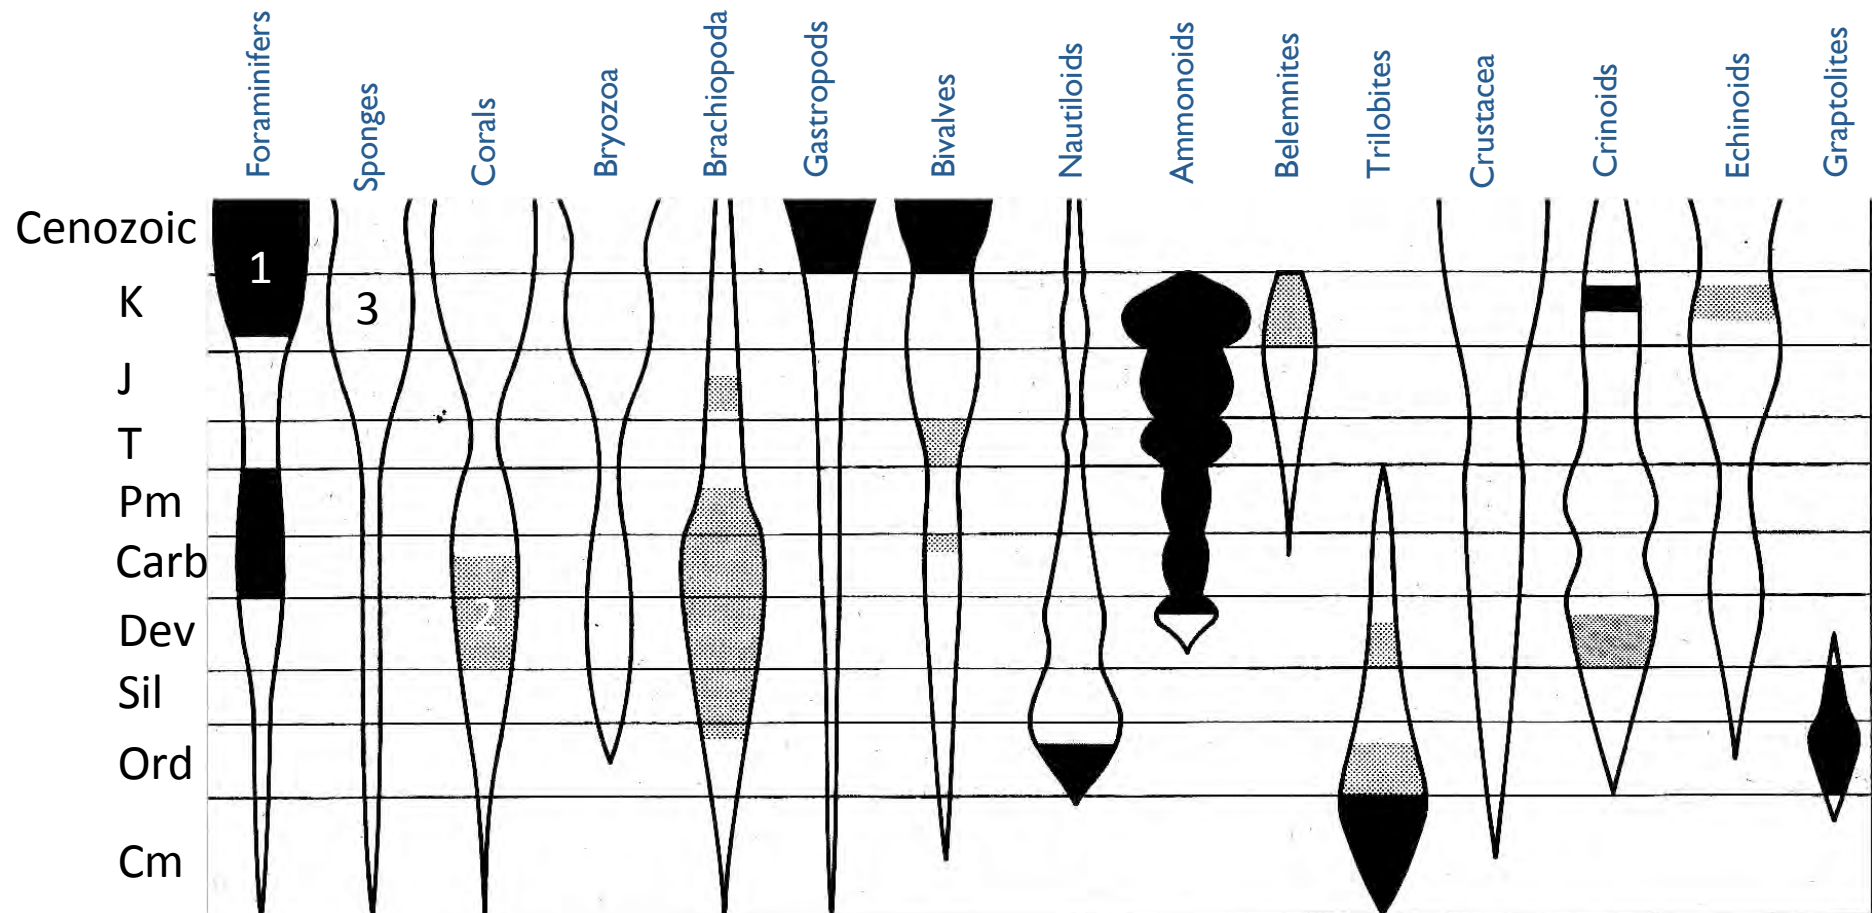 Foraminifers
Sponges
Corals
Bryozoa
Brachiopoda
Gastropods
Bivalves
Nautiloids
Ammonoids
Belemnites
Trilobites
Crustacea
Crinoids
Echinoids
Graptolites
Cenozoic
1
K
3
J
T
Pm
Carb
2
Dev
Sil
Ord
Cm